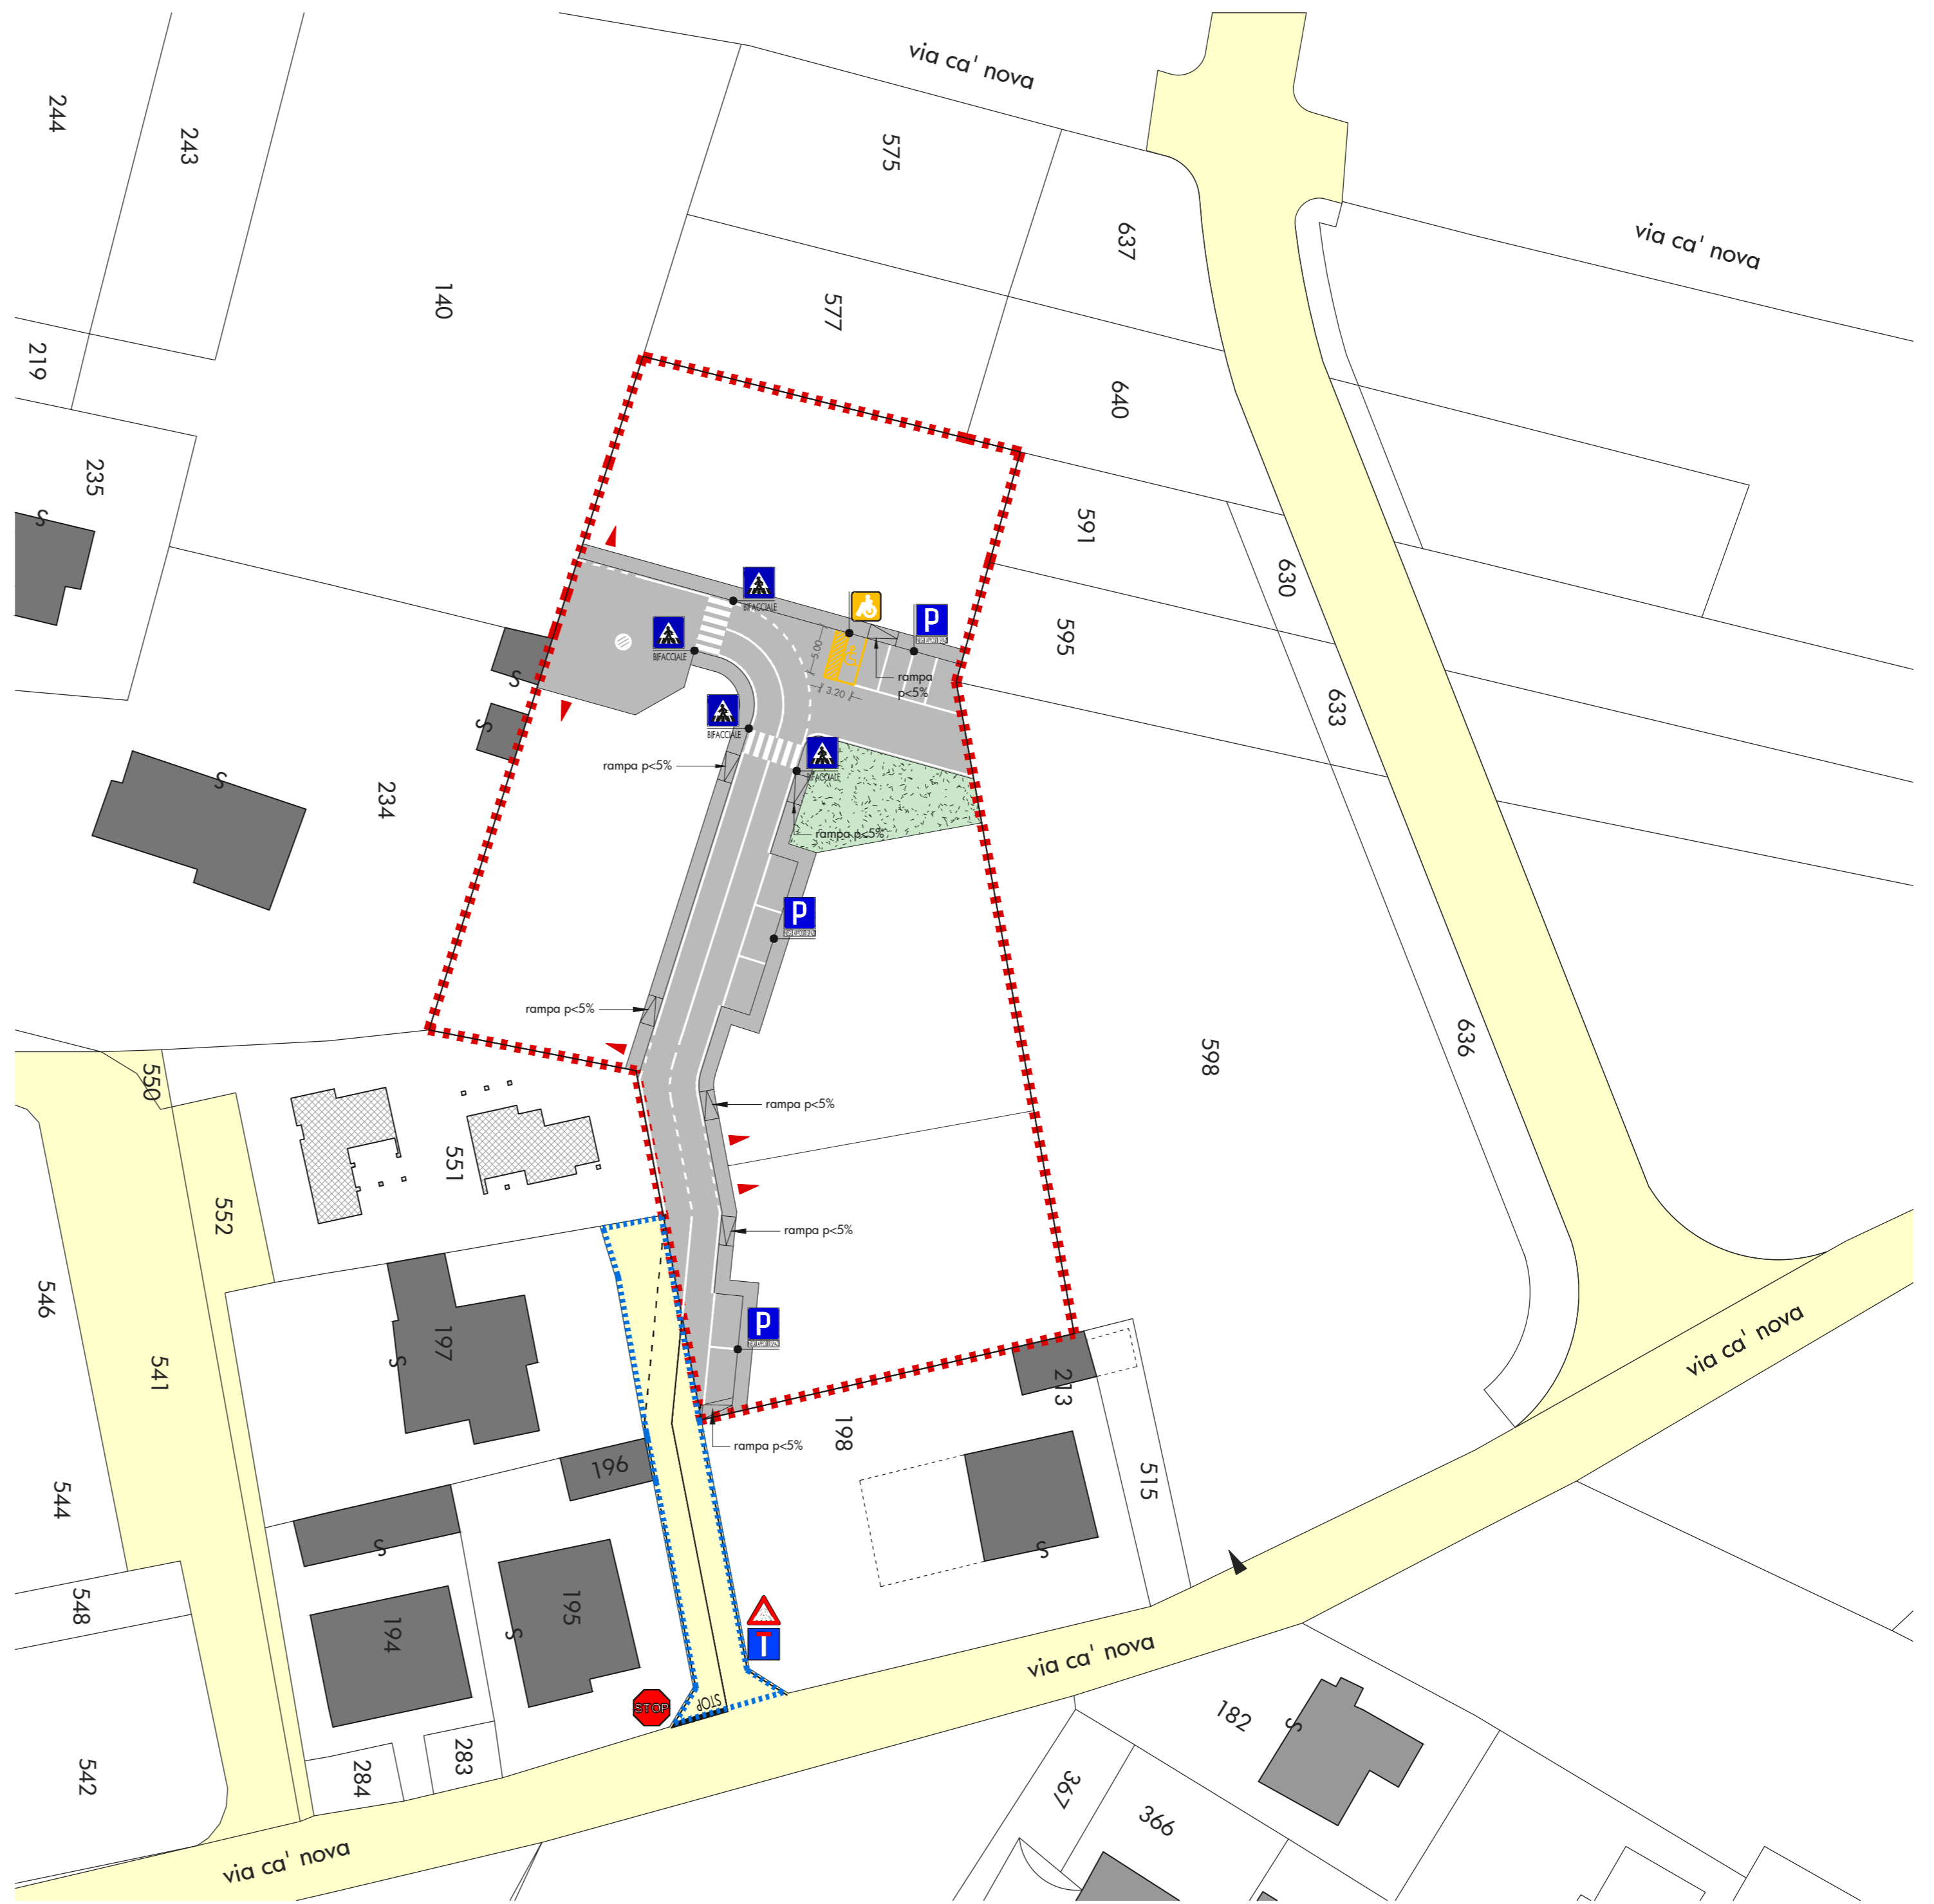 via ca' nova
244
243
575
637
via ca' nova
140
577
219
640
235
S
591
630
BIFACCIALE
BIFACCIALE
P
5.00
3.20
rampa
p<5%
595
S
633
S
BIFACCIALE
BIFACCIALE
rampa p<5%
S
234
rampa p<5%
P
rampa p<5%
636
598
550
rampa p<5%
551
552
rampa p<5%
546
P
via ca' nova
197
S
541
213
198
rampa p<5%
196
515
544
S
S
548
195
194
S
via ca' nova
STOP
STOP
182
S
283
284
542
367
366
via ca' nova